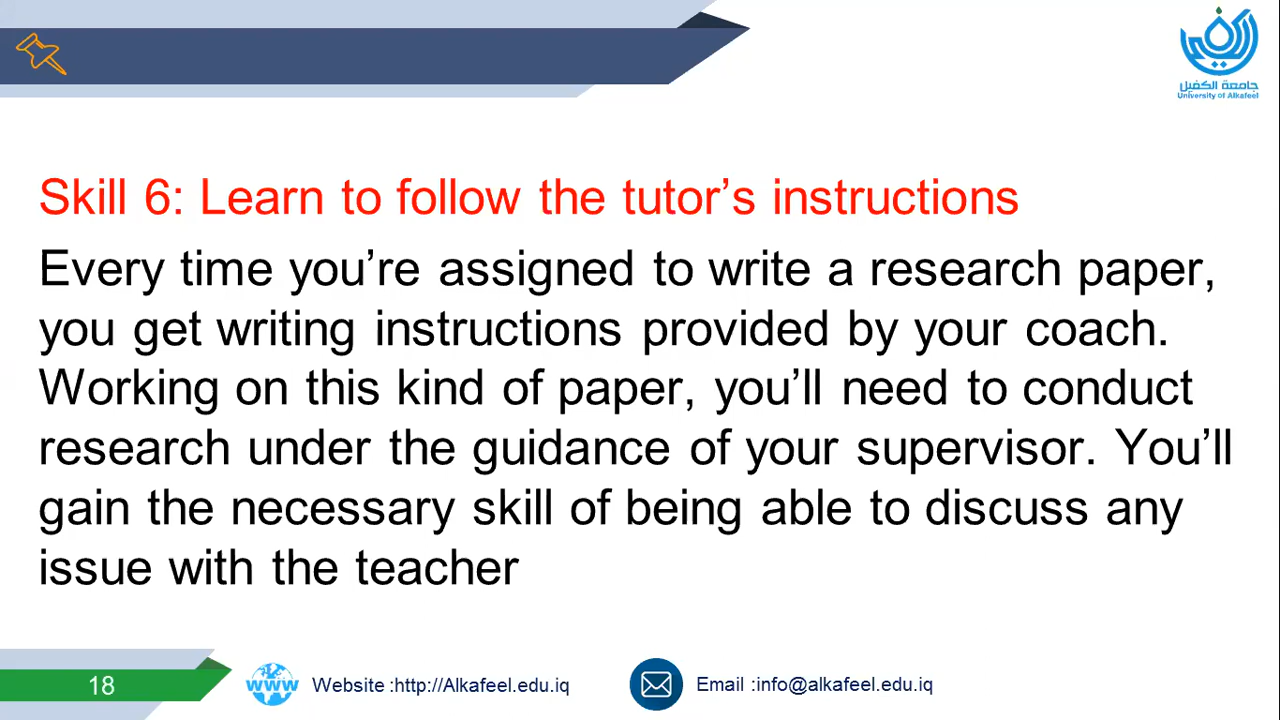 جامعة الكفيل
University of Alkafeel
Skill 6: Learn to follow the tutor’s instructions
Every time you’re assigned to write a research paper,
you get writing instructions provided by your coach.
Working on this kind of paper, you’ll need to conduct
research under the guidance of your supervisor. You’ll
gain the necessary skill of being able to discuss any
issue with the teacher
18
WWW
Website :http://Alkafeel.edu.iq
Email :info@alkafeel.edu.iq